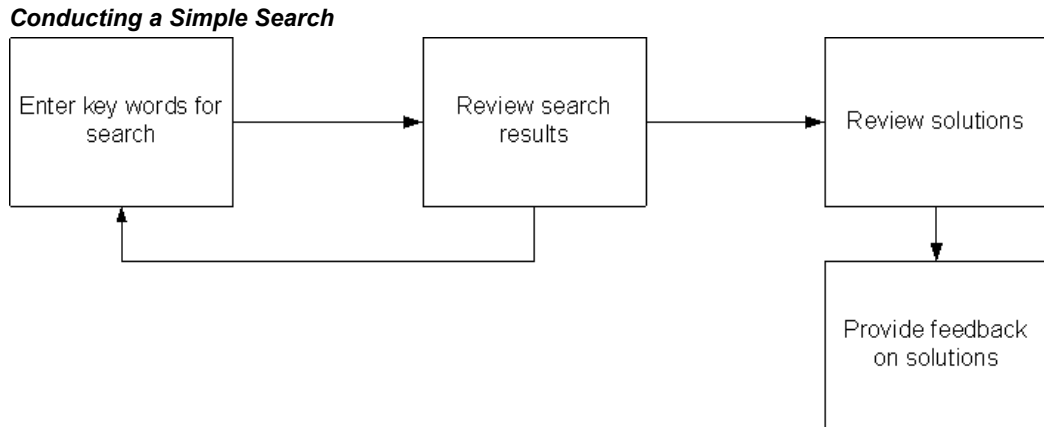 Conducting a Simple Search
Enter key words for
search
Review search
results
Review solutions
Provide feedback
on solutions